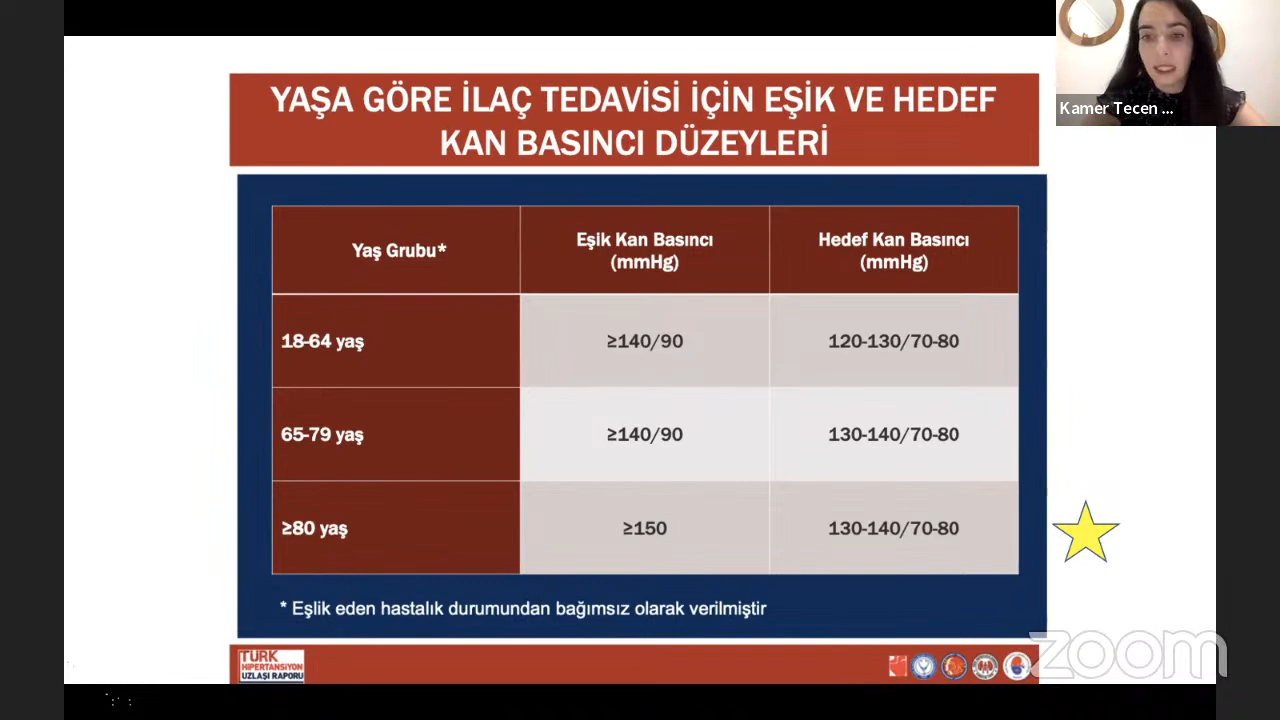 YAŞA GÖRE İLAÇ TEDAVİSİ İÇİN EŞİK VE HEDEF
KAN BASINCI DÜZEYLERİ
Kamer Tecen ...
Yaş Grubu*
Eşik Kan Basıncı
(mmHg)
Hedef Kan Basıncı
(mmHg)
18-64 yaş
≥140/90
120-130/70-80
65-79 yaş
≥140/90
130-140/70-80
≥80 yaş
≥150
130-140/70-80
* Eşlik eden hastalık durumundan bağımsız olarak verilmiştir
TÜRK
HİPERTANSİYON
UZLAŞI RAPORU
zoom